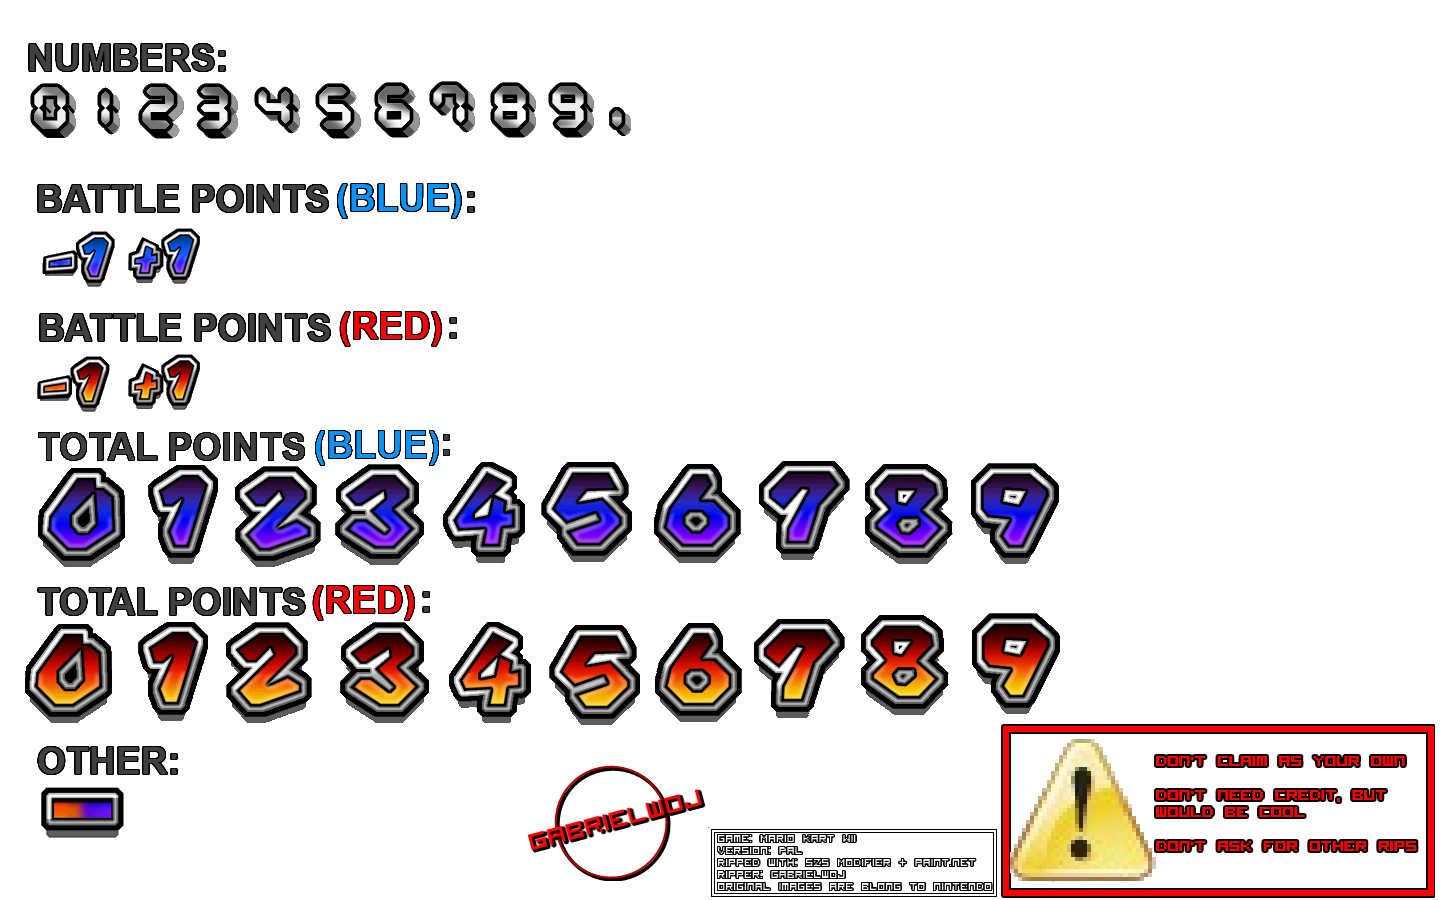 NUMBERS:
0 1 2 3 4 5 6 7 8 9 .
BATTLE POINTS (BLUE):
-1 +1
BATTLE POINTS (RED):
-1 +1
TOTAL POINTS (BLUE):
0 1 2 3 4 5 6 7 8 9
TOTAL POINTS (RED):
0 1 2 3 4 5 6 7 8 9
OTHER:
GABRIELWOJ
GAME: MARIO KART WII
VERSION: PAL
RIPPED WITH: SZS MODIFIER + PAINT.NET
RIPPER: GABRIELWOJ
ORIGINAL IMAGES ARE BLONG TO NINTENDO
!
DON'T CLAIM AS YOUR OWN
DON'T NEED CREDIT, BUT
WOULD BE COOL
DON'T ASK FOR OTHER RIPS